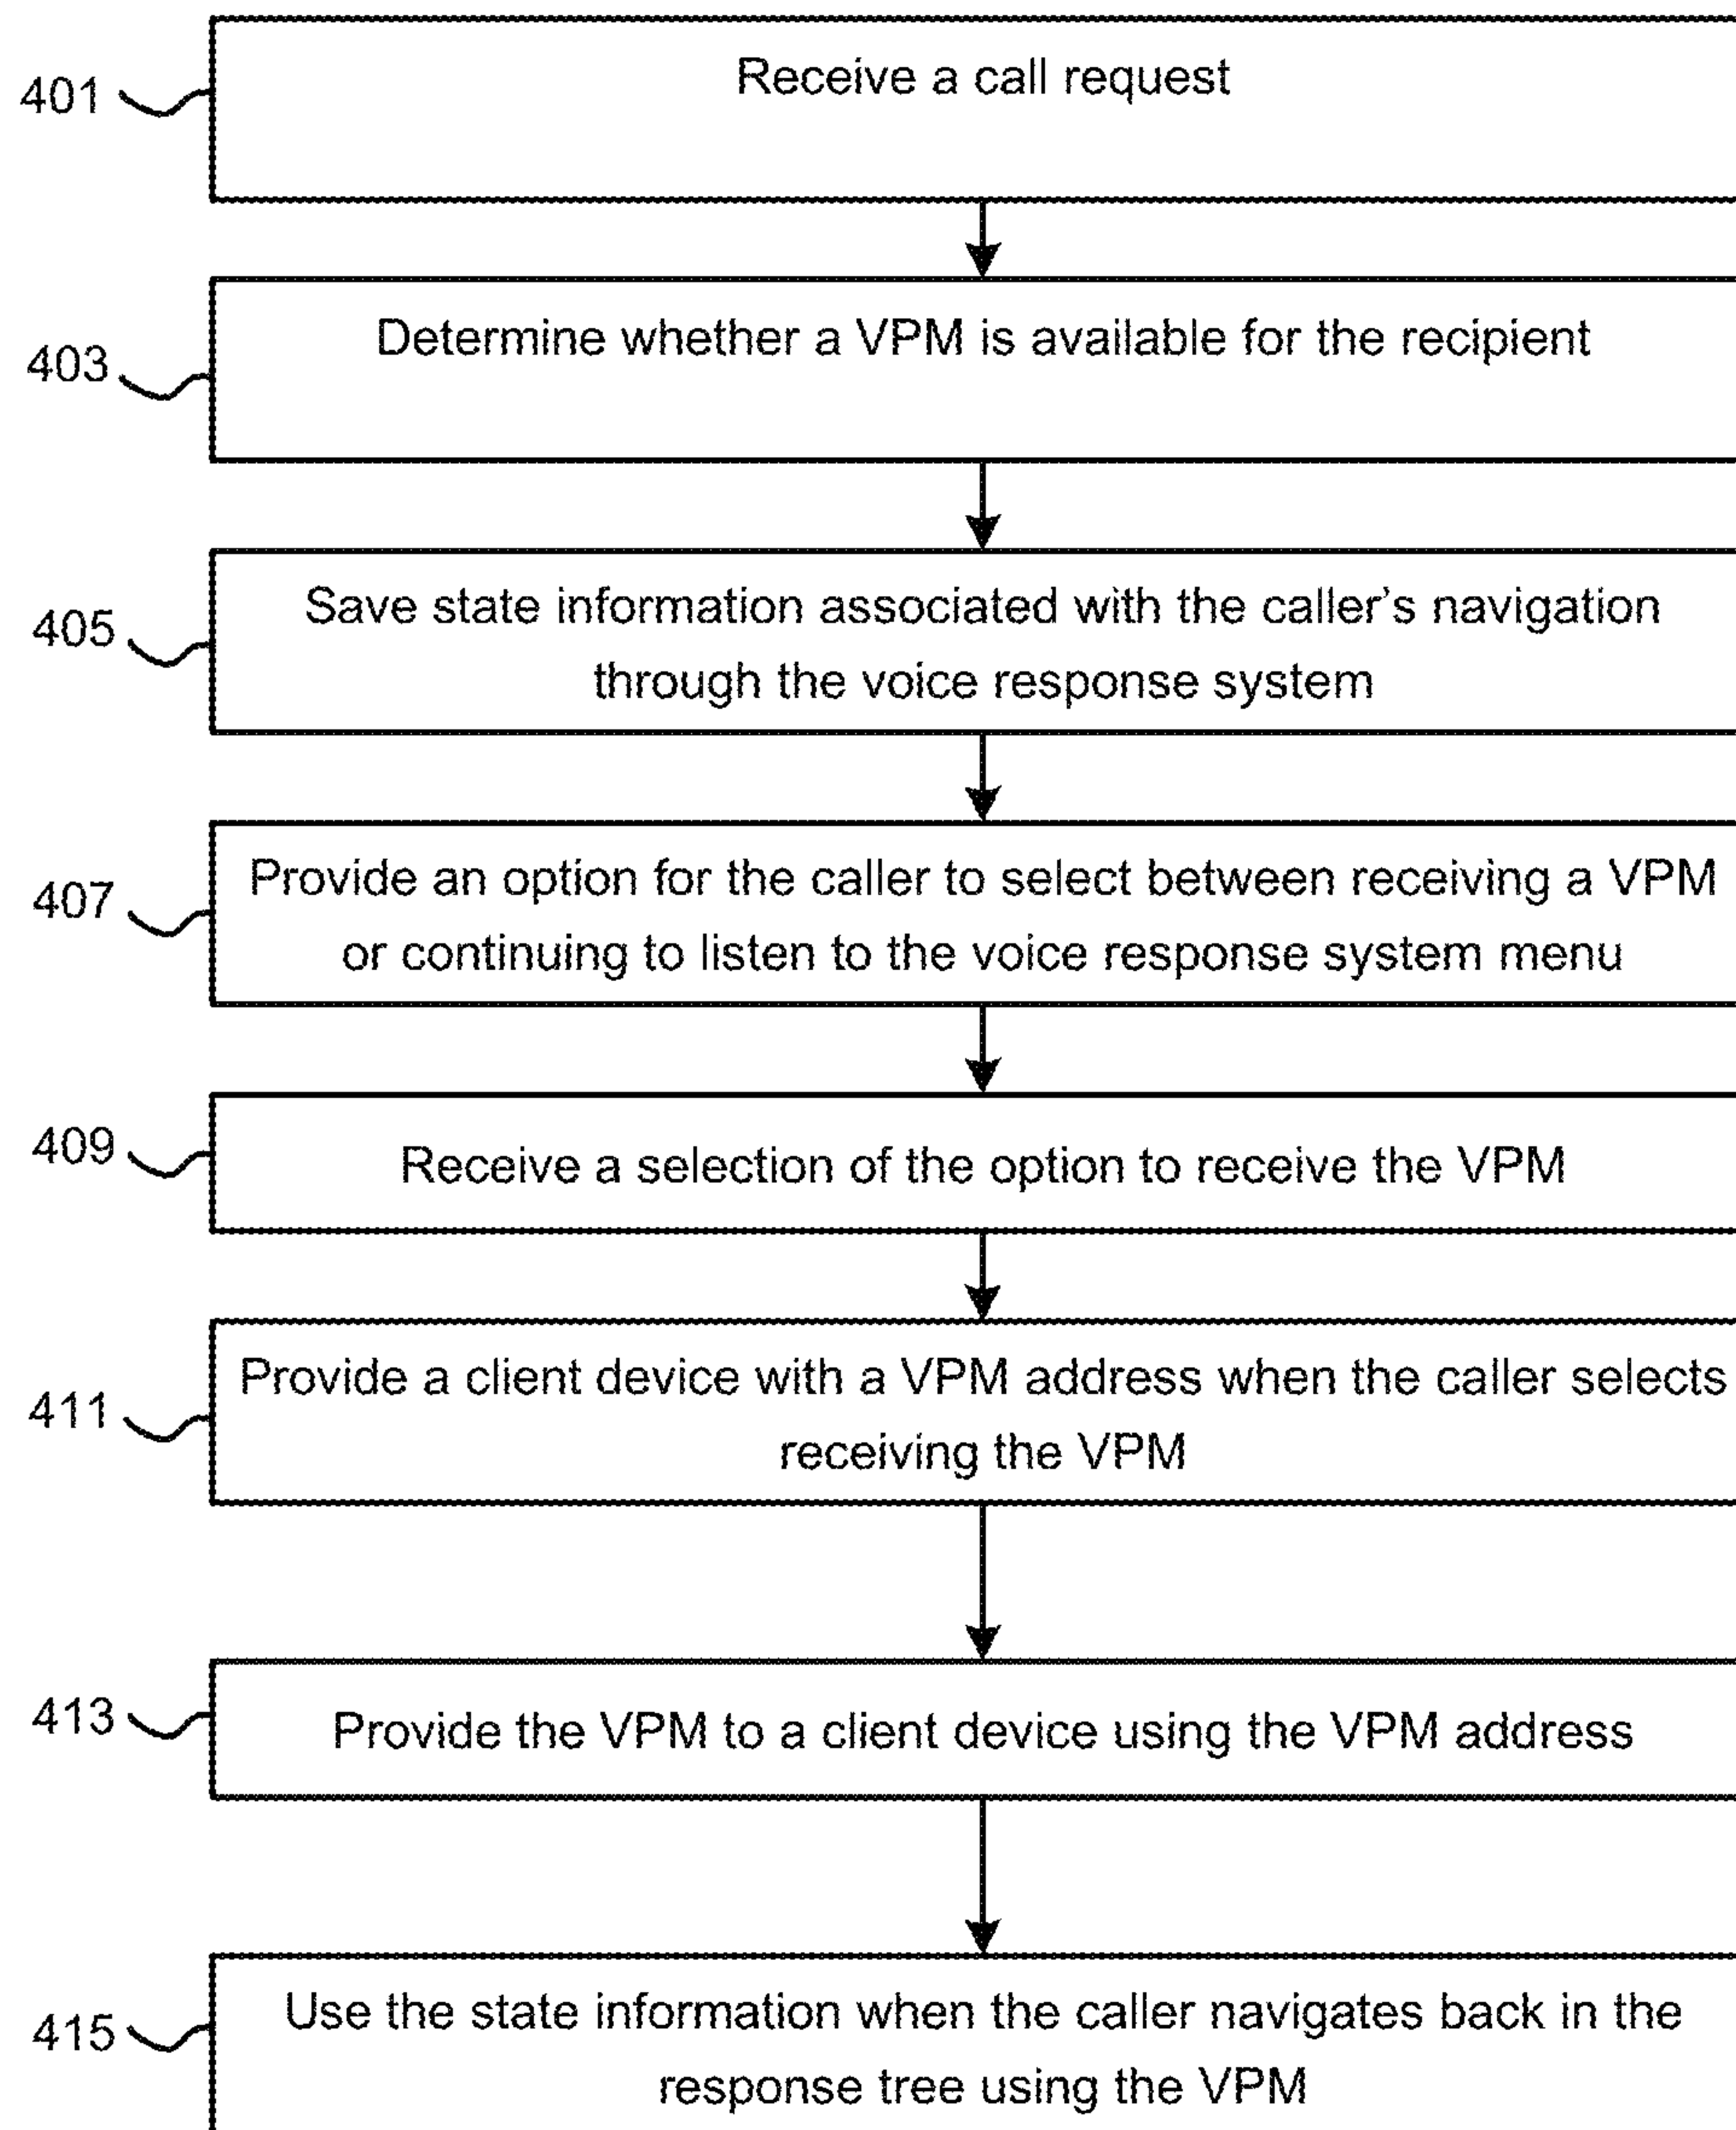 401
Receive a call request
403
Determine whether a VPM is available for the recipient
405
Save state information associated with the caller's navigation
through the voice response system
407
Provide an option for the caller to select between receiving a VPM
or continuing to listen to the voice response system menu
409
Receive a selection of the option to receive the VPM
411
Provide a client device with a VPM address when the caller selects
receiving the VPM
413
Provide the VPM to a client device using the VPM address
415
Use the state information when the caller navigates back in the
response tree using the VPM